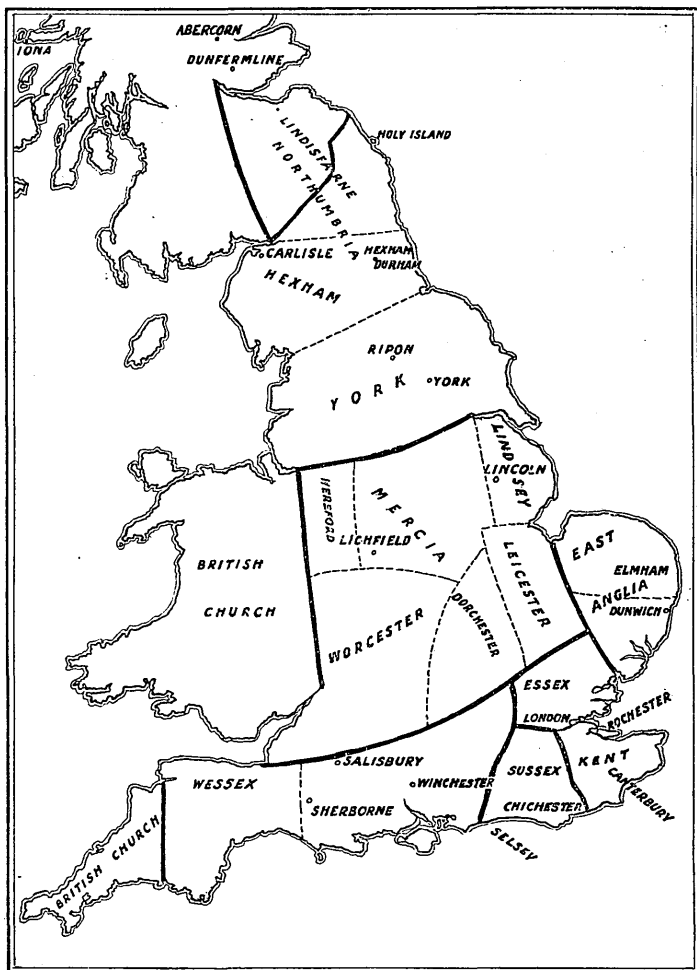 ABERCORN
IONA
DUNFERMLINE
HOLY ISLAND
LINDISFARNE
NORTHUMBRIA
CARLISLE
HEXHAM
DURHAM
HEXHAM
RIPON
YORK
YORK
LINDSEY
LINCOLN
HEREFORD
MERCIA
LICHFIELD
LEICESTER
EAST
ANGLIA
ELMHAM
DUNWICH
BRITISH
CHURCH
WORCESTER
DORCHESTER
ESSEX
LONDON
ROCHESTER
KENT
CANTERBURY
SUSSEX
CHICHESTER
SELSEY
WESSEX
SALISBURY
WINCHESTER
SHERBORNE
BRITISH CHURCH